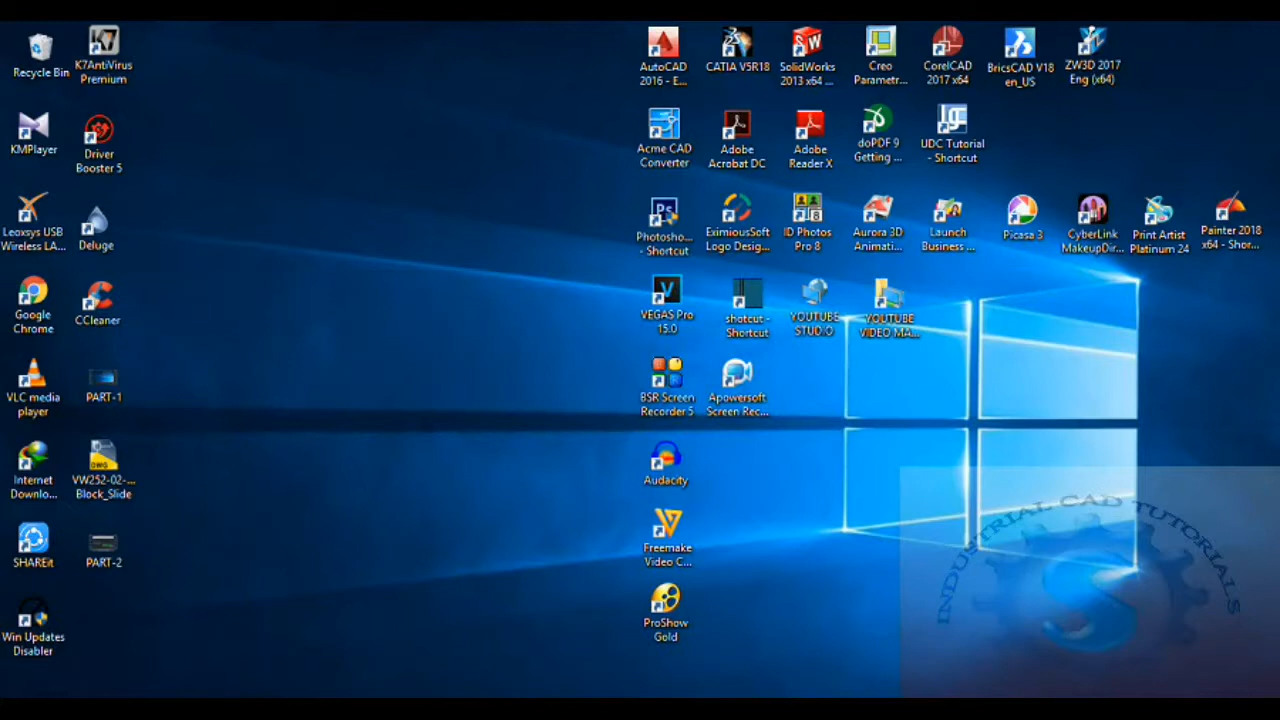 Recycle Bin
K7AntiVirus
Premium
AutoCAD
2016 - E...
CATIA V5R18
SolidWorks
2013 x64 ...
Creo
Parametr...
CorelCAD
2017 x64
BricsCAD V18
en_US
ZW3D 2017
Eng (x64)
KMPlayer
Driver
Booster 5
Acme CAD
Converter
Adobe
Acrobat DC
Adobe
Reader X
doPDF 9
Getting ...
UDC Tutorial
- Shortcut
Leoxsys USB
Wireless LA...
Deluge
Ps
Photosho...
- Shortcut
EximiousSoft
Logo Desig...
8
ID Photos
Pro 8
Aurora 3D
Animati...
Launch
Business ...
Picasa 3
CyberLink
MakeupDir...
Print Artist
Platinum 24
Painter 2018
x64 - Shor...
Google
Chrome
CCleaner
V
VEGAS Pro
15.0
shotcut -
Shortcut
YOUTUBE
STUDIO
YOUTUBE
VIDEO MA...
VLC media
player
PART-1
BSR Screen
Recorder 5
Apowersoft
Screen Rec...
Internet
Downlo...
DWG
VW252-02-...
Block_Slide
Audacity
SHAREit
PART-2
Freemake
Video C...
Win Updates
Disabler
ProShow
Gold
INDUSTRIAL CAD TUTORIALS